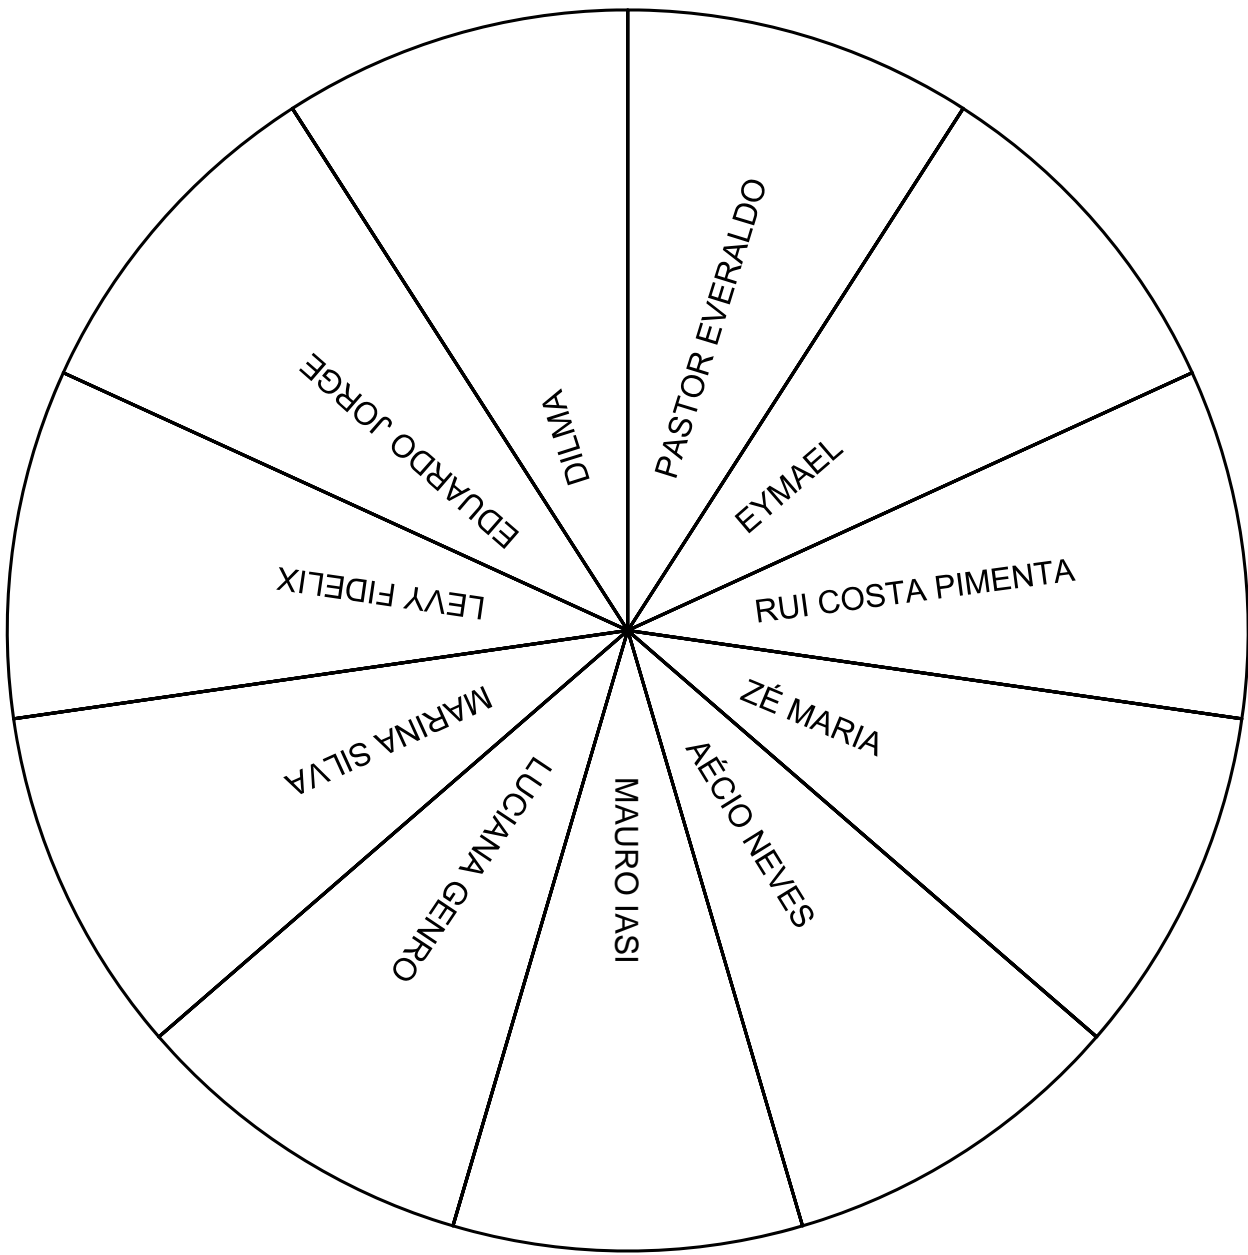 PASTOR EVERALDO
EYMAEL
RUI COSTA PIMENTA
ZÉ MARIA
AÉCIO NEVES
MAURO IASI
LUCIANA GENRO
MARINA SILVA
LEVY FIDELIX
EDUARDO JORGE
DILMA